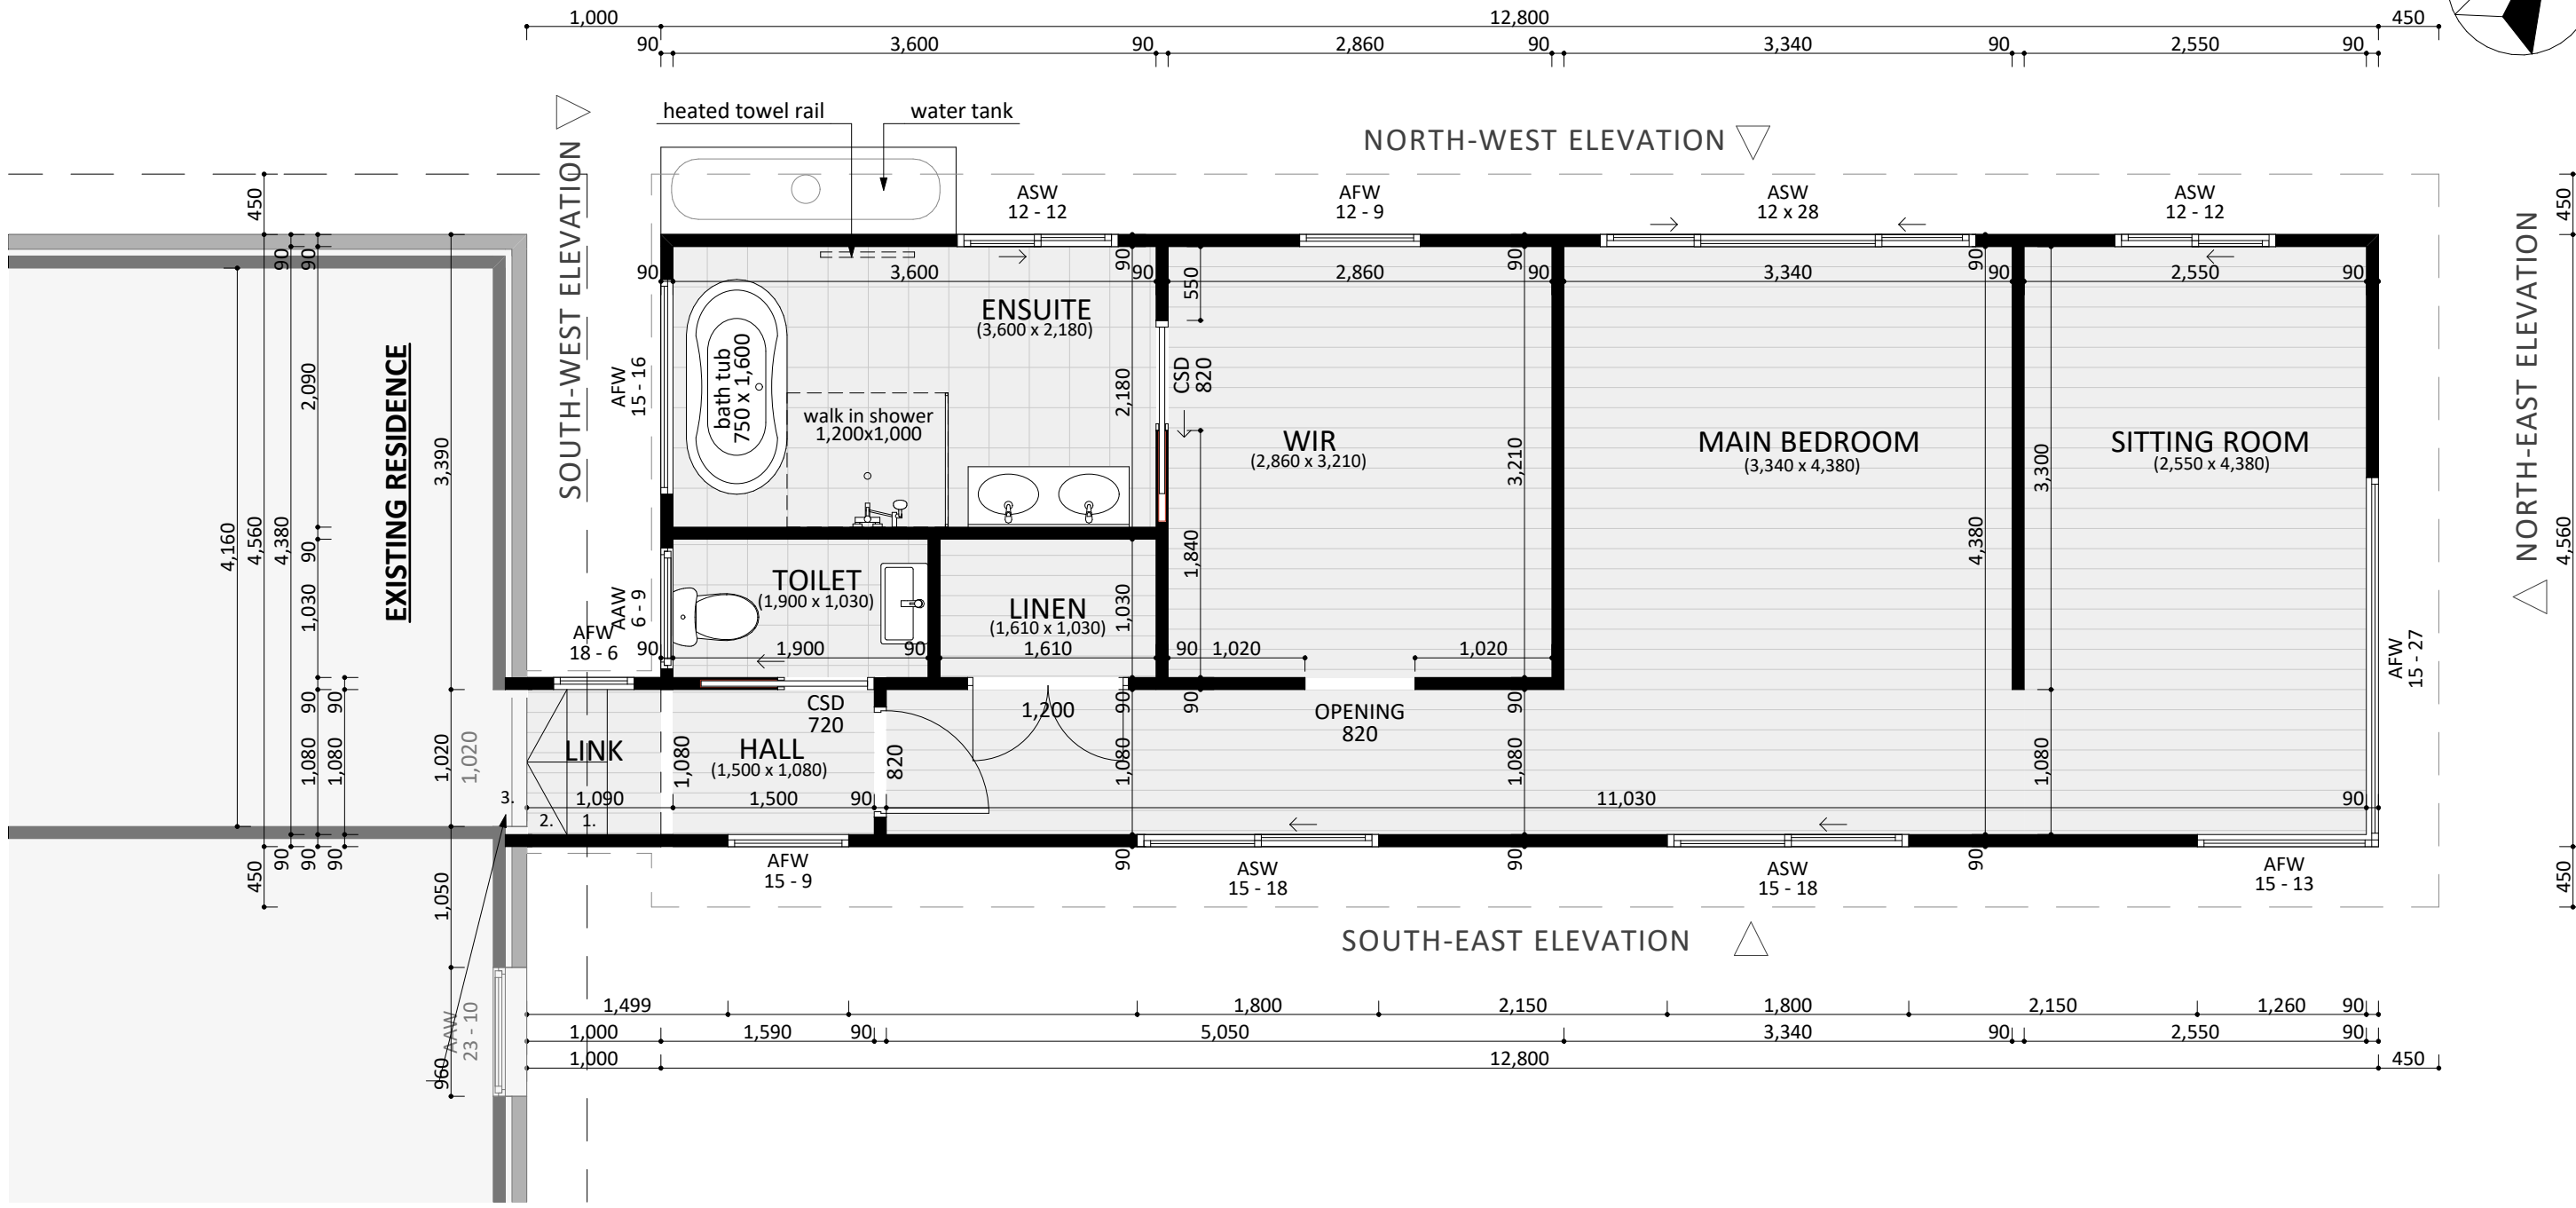 1,000
12,800
450
90
3,600
90
2,860
90
3,340
90
2,550
90
heated towel rail
water tank
NORTH-WEST ELEVATION
SOUTH-WEST ELEVATION
NORTH-EAST ELEVATION
ASW
12 - 12
AFW
12 - 9
ASW
12 x 28
ASW
12 - 12
450
450
90
90
90
90
90
90
3,600
90
550
2,860
90
3,340
90
2,550
90
ENSUITE
(3,600 x 2,180)
bath tub
750 x 1,600
walk in shower
1,200x1,000
AFW
15 - 16
2,180
CSD
820
2,090
EXISTING RESIDENCE
3,390
WIR
(2,860 x 3,210)
3,210
MAIN BEDROOM
(3,340 x 4,380)
3,300
SITTING ROOM
(2,550 x 4,380)
4,160
4,560
4,380
90
1,030
4,380
4,560
1,840
TOILET
(1,900 x 1,030)
LINEN
(1,610 x 1,030)
1,030
AAW
6 - 9
AFW
18 - 6
90
1,900
90
1,610
90
1,020
1,020
AFW
15 - 27
90
90
CSD
720
1,200
90
90
90
OPENING
820
1,080
1,080
1,020
1,020
LINK
1,080
HALL
(1,500 x 1,080)
820
1,080
1,080
1,080
3.
1,090
1,500
90
11,030
90
2.
1.
450
90
90
90
1,050
AFW
15 - 9
90
ASW
15 - 18
90
ASW
15 - 18
90
AFW
15 - 13
450
SOUTH-EAST ELEVATION
AAW
23 - 10
960
1,499
1,800
2,150
1,800
2,150
1,260
90
1,000
1,590
90
5,050
3,340
90
2,550
90
1,000
12,800
450